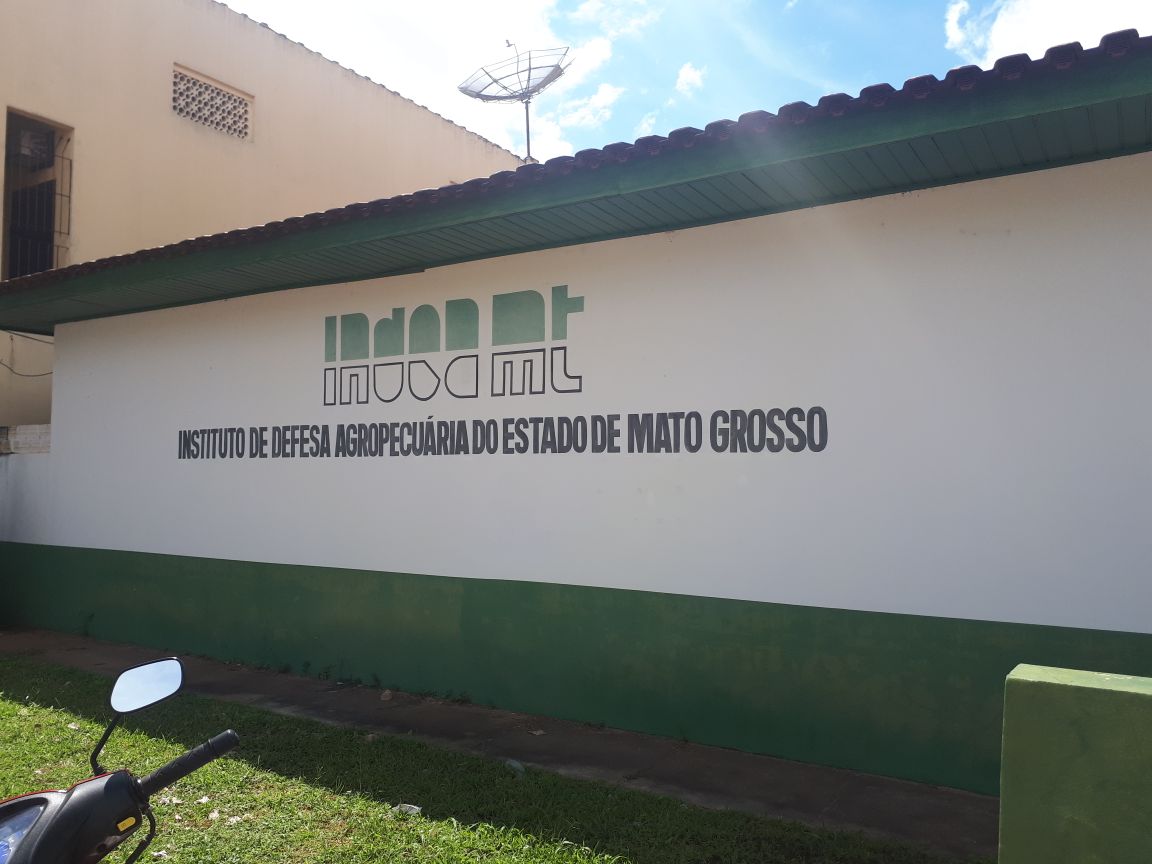 indea mt
INSTITUTO DE DEFESA AGROPECUÁRIA DO ESTADO DE MATO GROSSO